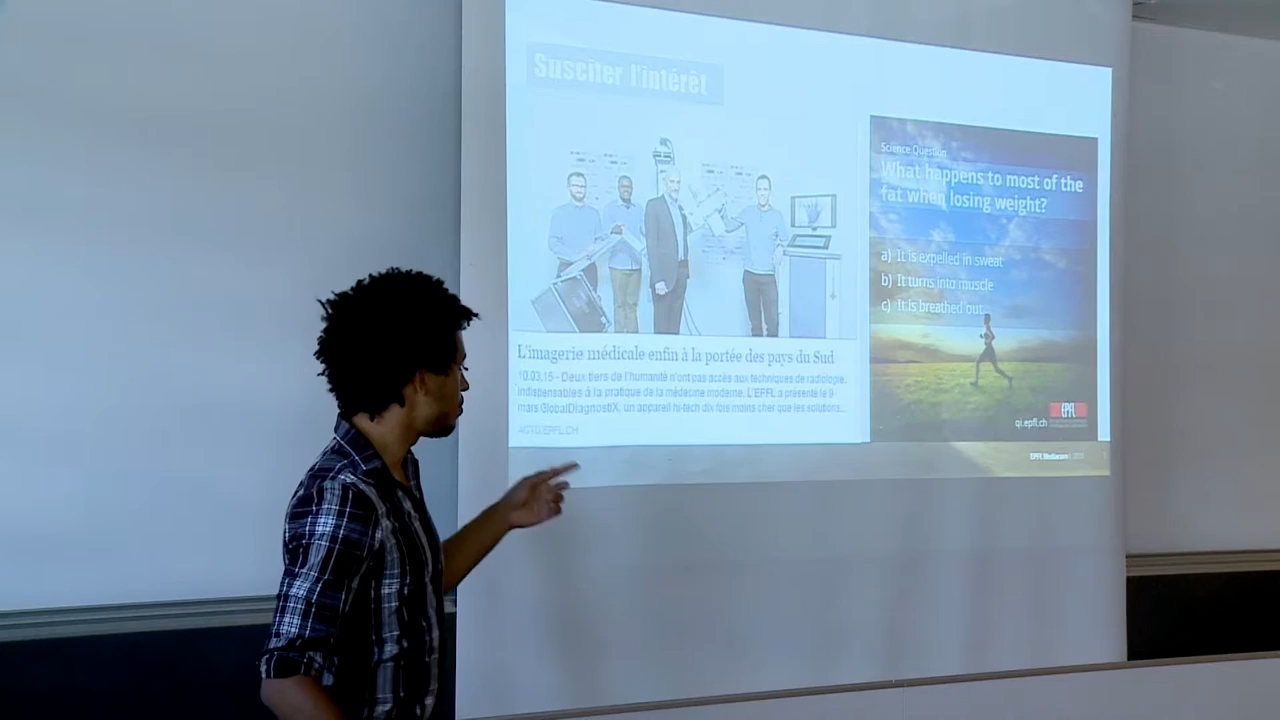 Susciter l'intérêt
L'imagerie médicale enfin à la portée des pays du Sud
10.03.15 - Deux tiers de l'humanité n'ont pas accès aux techniques de radiologie,
indispensables à la pratique de la médecine moderne. L'EPFL a présenté le 9
mars GlobalDiagnostiX, un appareil hi-tech dix fois moins cher que les solutions...
ACTU.EPFL.CH
Science Question
What happens to most of the
fat when losing weight?
a) It is expelled in sweat
b) It turns into muscle
c) It is breathed out
EPFL
qi.epfl.ch
EPFL Mediacom